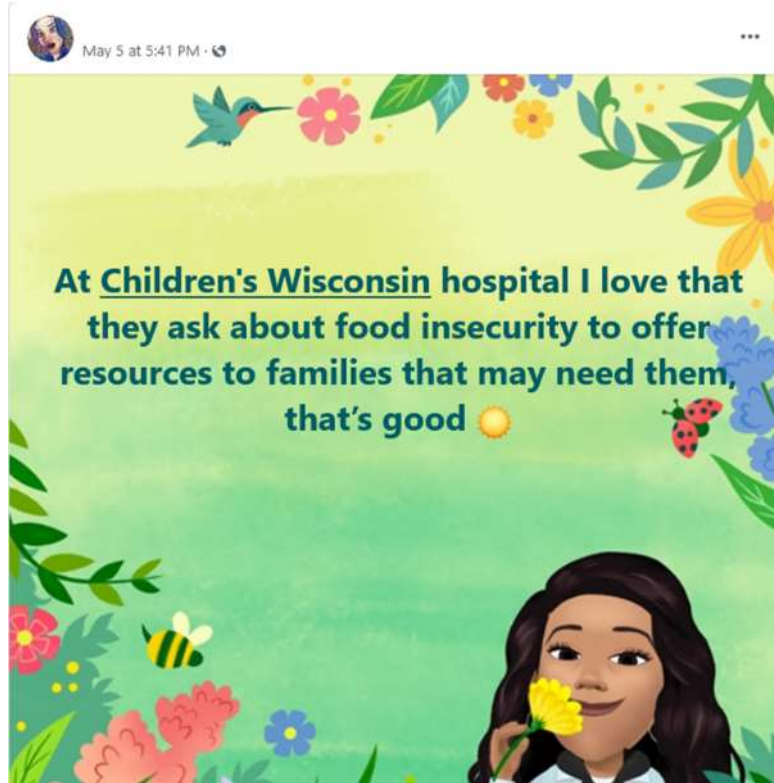 May 5 at 5:41 PM ·
At Children's Wisconsin hospital I love that
they ask about food insecurity to offer
resources to families that may need them,
that's good